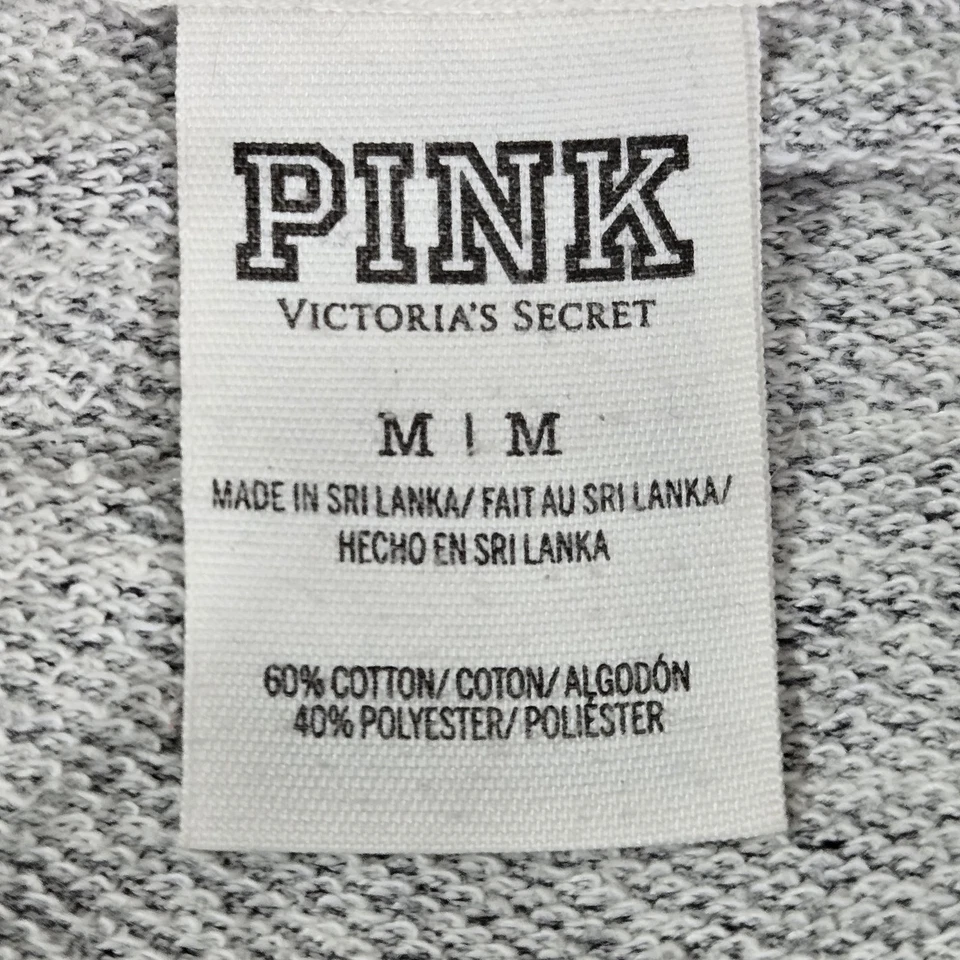 PINK
VICTORIA'S SECRET
M | M
MADE IN SRI LANKA/ FAIT AU SRI LANKA/
HECHO EN SRI LANKA
60% COTTON/ COTON/ ALGODÓN
40% POLYESTER/ POLIÉSTER